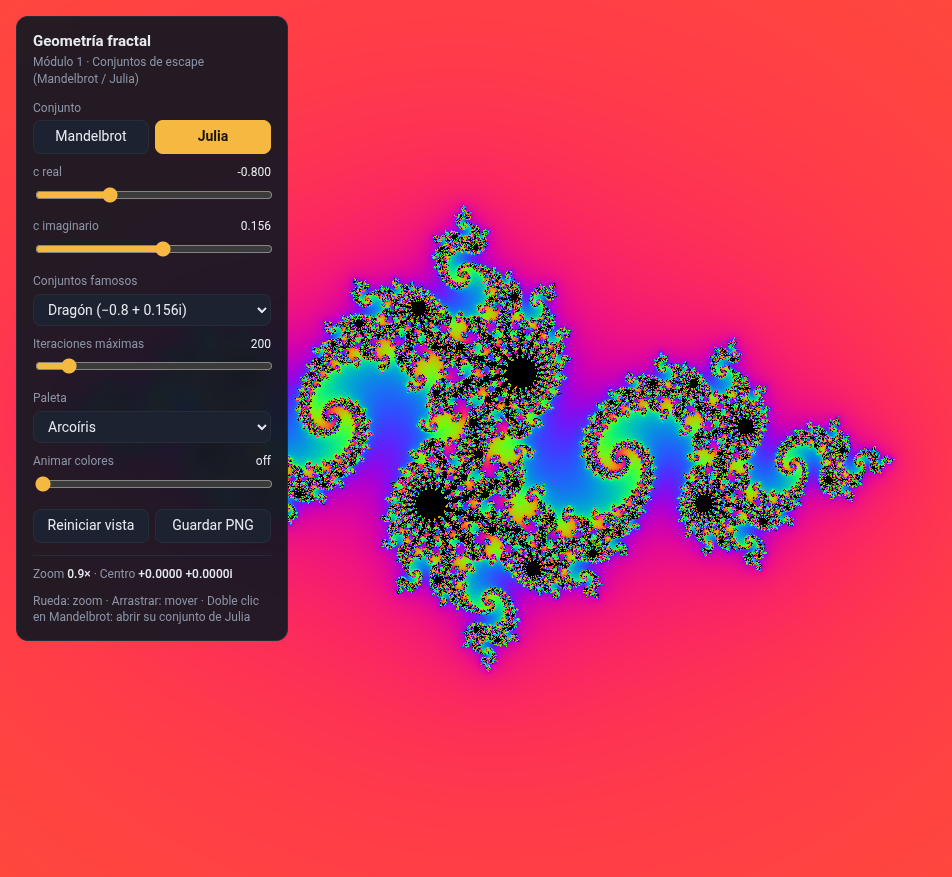 Geometría fractal
Módulo 1 · Conjuntos de escape
(Mandelbrot / Julia)
Conjunto
Mandelbrot Julia
c real -0.800
c imaginario 0.156
Conjuntos famosos
Dragón (−0.8 + 0.156i)
Iteraciones máximas 200
Paleta
Arcoíris
Animar colores off
Reiniciar vista Guardar PNG
Zoom 0.9× · Centro +0.0000 +0.0000i
Rueda: zoom · Arrastrar: mover · Doble clic
en Mandelbrot: abrir su conjunto de Julia